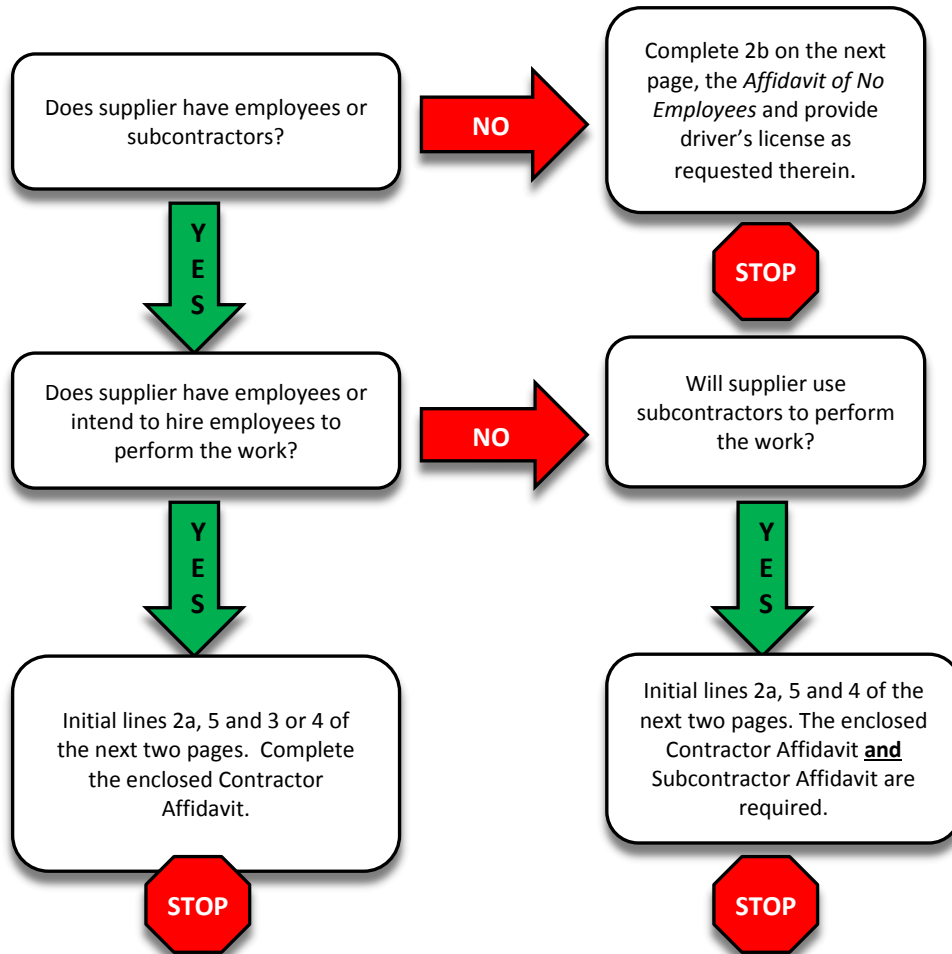 Does supplier have employees or
subcontractors?
NO
Complete 2b on the next
page, the Affidavit of No
Employees and provide
driver’s license as
requested therein.
STOP
YES
Does supplier have employees or
intend to hire employees to
perform the work?
NO
Will supplier use
subcontractors to perform
the work?
YES
YES
Initial lines 2a, 5 and 3 or 4 of
the next two pages.  Complete
the enclosed Contractor
Affidavit.
STOP
Initial lines 2a, 5 and 4 of the
next two pages. The enclosed
Contractor Affidavit and
Subcontractor Affidavit are
required.
STOP